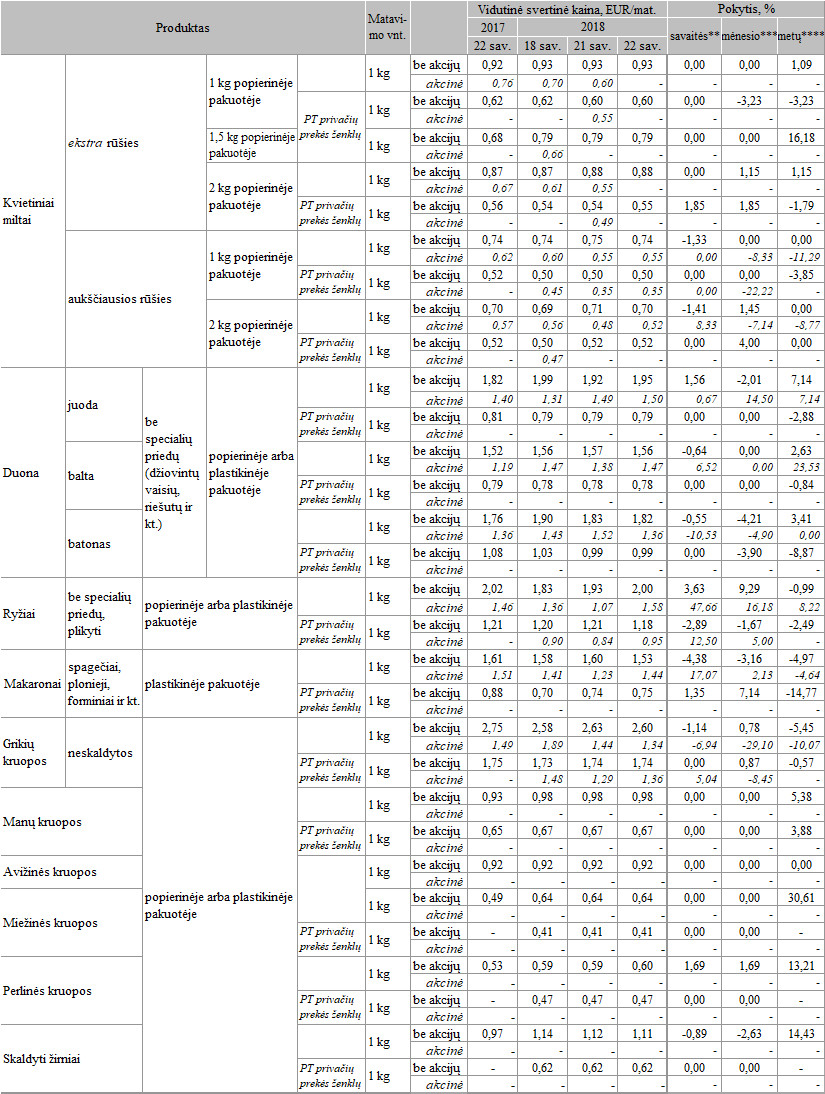 Produktas Matavi- Vidutinė svertinė kaina, EUR/mat. Pokytis, %
mo vnt. 2017 2018 savaitės** mėnesio*** metų****
22 sav. 18 sav. 21 sav. 22 sav.
Kvietiniai miltai ekstra rūšies 1 kg popierinėje pakuotėje 1 kg be akcijų 0,92 0,93 0,93 0,93 0,00 0,00 1,09
akcinė 0,76 0,70 0,60 - - - -
PT privačių prekės ženklų 1 kg be akcijų 0,62 0,62 0,60 0,60 0,00 -3,23 -3,23
akcinė - - 0,55 - - - -
1,5 kg popierinėje pakuotėje 1 kg be akcijų 0,68 0,79 0,79 0,79 0,00 0,00 16,18
akcinė - 0,66 - - - - -
2 kg popierinėje pakuotėje 1 kg be akcijų 0,87 0,87 0,88 0,88 0,00 1,15 1,15
akcinė 0,67 0,61 0,55 - - - -
PT privačių prekės ženklų 1 kg be akcijų 0,56 0,54 0,54 0,55 1,85 1,85 -1,79
akcinė - - 0,49 - - - -
aukščiausios rūšies 1 kg popierinėje pakuotėje 1 kg be akcijų 0,74 0,74 0,75 0,74 -1,33 0,00 0,00
akcinė 0,62 0,60 0,55 0,55 0,00 -8,33 -11,29
PT privačių prekės ženklų 1 kg be akcijų 0,52 0,50 0,50 0,50 0,00 0,00 -3,85
akcinė - 0,45 0,35 0,35 0,00 -22,22 -
2 kg popierinėje pakuotėje 1 kg be akcijų 0,70 0,69 0,71 0,70 -1,41 1,45 0,00
akcinė 0,57 0,56 0,48 0,52 8,33 -7,14 -8,77
PT privačių prekės ženklų 1 kg be akcijų 0,52 0,50 0,52 0,52 0,00 4,00 0,00
akcinė - 0,47 - - - - -
Duona juoda be specialių priedų (džiovintų vaisių, riešutų ir kt.) popierinėje arba plastikinėje pakuotėje 1 kg be akcijų 1,82 1,99 1,92 1,95 1,56 -2,01 7,14
akcinė 1,40 1,31 1,49 1,50 0,67 14,50 7,14
PT privačių prekės ženklų 1 kg be akcijų 0,81 0,79 0,79 0,79 0,00 0,00 -2,88
akcinė - - - - - - -
balta 1 kg be akcijų 1,52 1,56 1,57 1,56 -0,64 0,00 2,63
akcinė 1,19 1,47 1,38 1,47 6,52 0,00 23,53
PT privačių prekės ženklų 1 kg be akcijų 0,79 0,78 0,78 0,78 0,00 0,00 -0,84
akcinė - - - - - - -
batonas 1 kg be akcijų 1,76 1,90 1,83 1,82 -0,55 -4,21 3,41
akcinė 1,36 1,43 1,52 1,36 -10,53 -4,90 0,00
PT privačių prekės ženklų 1 kg be akcijų 1,08 1,03 0,99 0,99 0,00 -3,90 -8,87
akcinė - - - - - - -
Ryžiai be specialių priedų, plikyti popierinėje arba plastikinėje pakuotėje 1 kg be akcijų 2,02 1,83 1,93 2,00 3,63 9,29 -0,99
akcinė 1,46 1,36 1,07 1,58 47,66 16,18 8,22
PT privačių prekės ženklų 1 kg be akcijų 1,21 1,20 1,21 1,18 -2,89 -1,67 -2,49
akcinė - 0,90 0,84 0,95 12,50 5,00 -
Makaronai spagečiai, plonieji, forminiai ir kt. plastikinėje pakuotėje 1 kg be akcijų 1,61 1,58 1,60 1,53 -4,38 -3,16 -4,97
akcinė 1,51 1,41 1,23 1,44 17,07 2,13 -4,64
PT privačių prekės ženklų 1 kg be akcijų 0,88 0,70 0,74 0,75 1,35 7,14 -14,77
akcinė - - - - - - -
Grikių kruopos neskaldytos popierinėje arba plastikinėje pakuotėje 1 kg be akcijų 2,75 2,58 2,63 2,60 -1,14 0,78 -5,45
akcinė 1,49 1,89 1,44 1,34 -6,94 -29,10 -10,07
PT privačių prekės ženklų 1 kg be akcijų 1,75 1,73 1,74 1,74 0,00 0,87 -0,57
akcinė - 1,48 1,29 1,36 5,04 -8,45 -
Manų kruopos 1 kg be akcijų 0,93 0,98 0,98 0,98 0,00 0,00 5,38
akcinė - - - - - - -
PT privačių prekės ženklų 1 kg be akcijų 0,65 0,67 0,67 0,67 0,00 0,00 3,88
akcinė - - - - - - -
Avižinės kruopos 1 kg be akcijų 0,92 0,92 0,92 0,92 0,00 0,00 0,00
akcinė - - - - - - -
Miežinės kruopos 1 kg be akcijų 0,49 0,64 0,64 0,64 0,00 0,00 30,61
akcinė - - - - - - -
PT privačių prekės ženklų 1 kg be akcijų - 0,41 0,41 0,41 0,00 0,00 -
akcinė - - - - - - -
Perlinės kruopos 1 kg be akcijų 0,53 0,59 0,59 0,60 1,69 1,69 13,21
akcinė - - - - - - -
PT privačių prekės ženklų 1 kg be akcijų - 0,47 0,47 0,47 0,00 0,00 -
akcinė - - - - - - -
Skaldyti žirniai 1 kg be akcijų 0,97 1,14 1,12 1,11 -0,89 -2,63 14,43
akcinė - - - - - - -
PT privačių prekės ženklų 1 kg be akcijų - 0,62 0,62 0,62 0,00 0,00 -
akcinė - - - - - - -